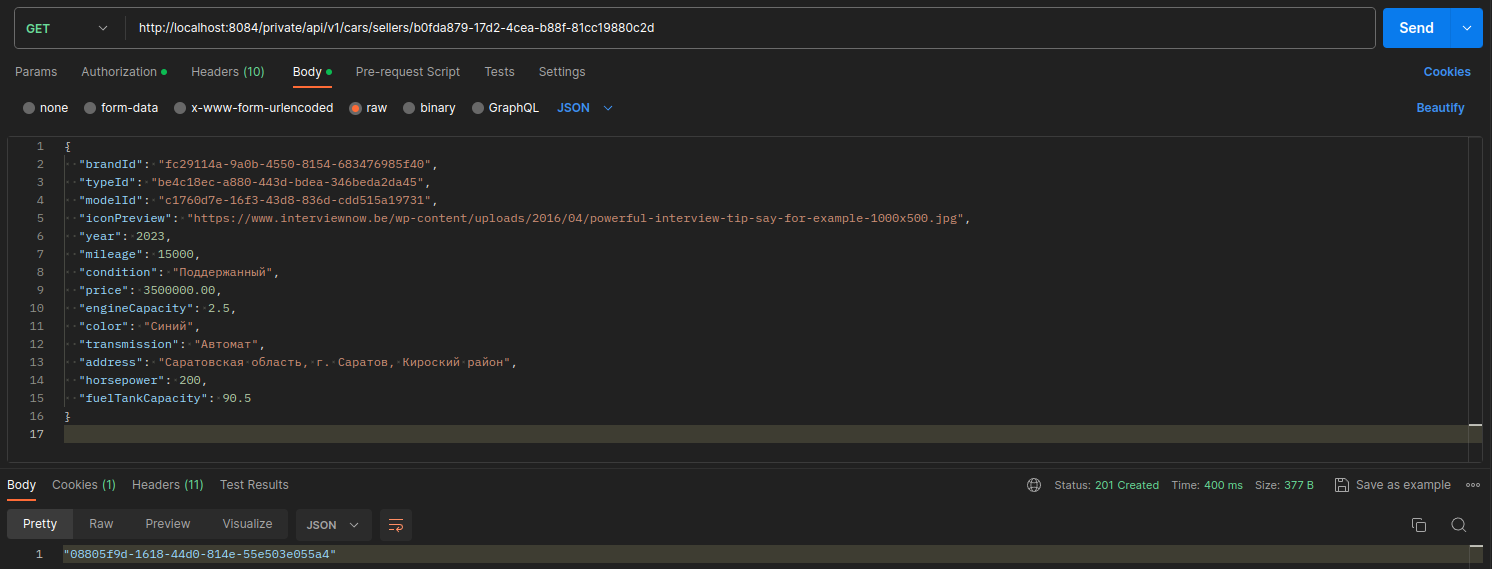 GET http://localhost:8084/private/api/v1/cars/sellers/b0fda879-17d2-4cea-b88f-81cc19880c2d Send
Params Authorization Headers (10) Body Pre-request Script Tests Settings Cookies
none form-data x-www-form-urlencoded raw binary GraphQL JSON Beautify
1 {
2 "brandId": "fc29114a-9a0b-4550-8154-683476985f40",
3 "typeId": "be4c18ec-a880-443d-bdea-346beda2da45",
4 "modelId": "c1760d7e-16f3-43d8-836d-cdd515a19731",
5 "iconPreview": "https://www.interviewnow.be/wp-content/uploads/2016/04/powerful-interview-tip-say-for-example-1000x500.jpg",
6 "year": 2023,
7 "mileage": 15000,
8 "condition": "Поддержанный",
9 "price": 3500000.00,
10 "engineCapacity": 2.5,
11 "color": "Синий",
12 "transmission": "Автомат",
13 "address": "Саратовская область, г. Саратов, Кироский район",
14 "horsepower": 200,
15 "fuelTankCapacity": 90.5
16 }
17
Body Cookies (1) Headers (11) Test Results Status: 201 Created Time: 400 ms Size: 377 B Save as example
Pretty Raw Preview Visualize JSON
1 "08805f9d-1618-44d0-814e-55e503e055a4"